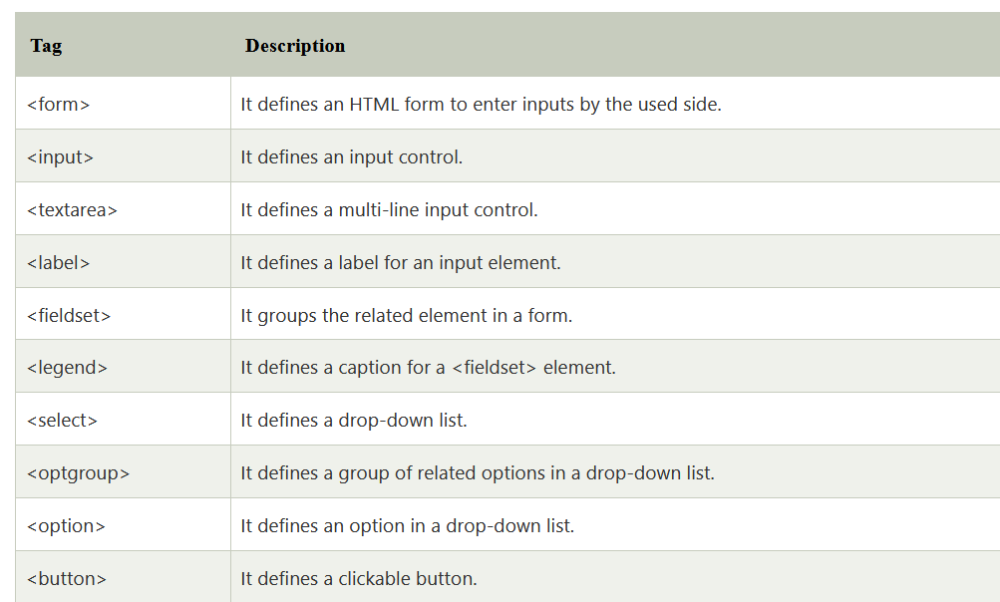 Tag Description
<form> It defines an HTML form to enter inputs by the used side.
<input> It defines an input control.
<textarea> It defines a multi-line input control.
<label> It defines a label for an input element.
<fieldset> It groups the related element in a form.
<legend> It defines a caption for a <fieldset> element.
<select> It defines a drop-down list.
<optgroup> It defines a group of related options in a drop-down list.
<option> It defines an option in a drop-down list.
<button> It defines a clickable button.